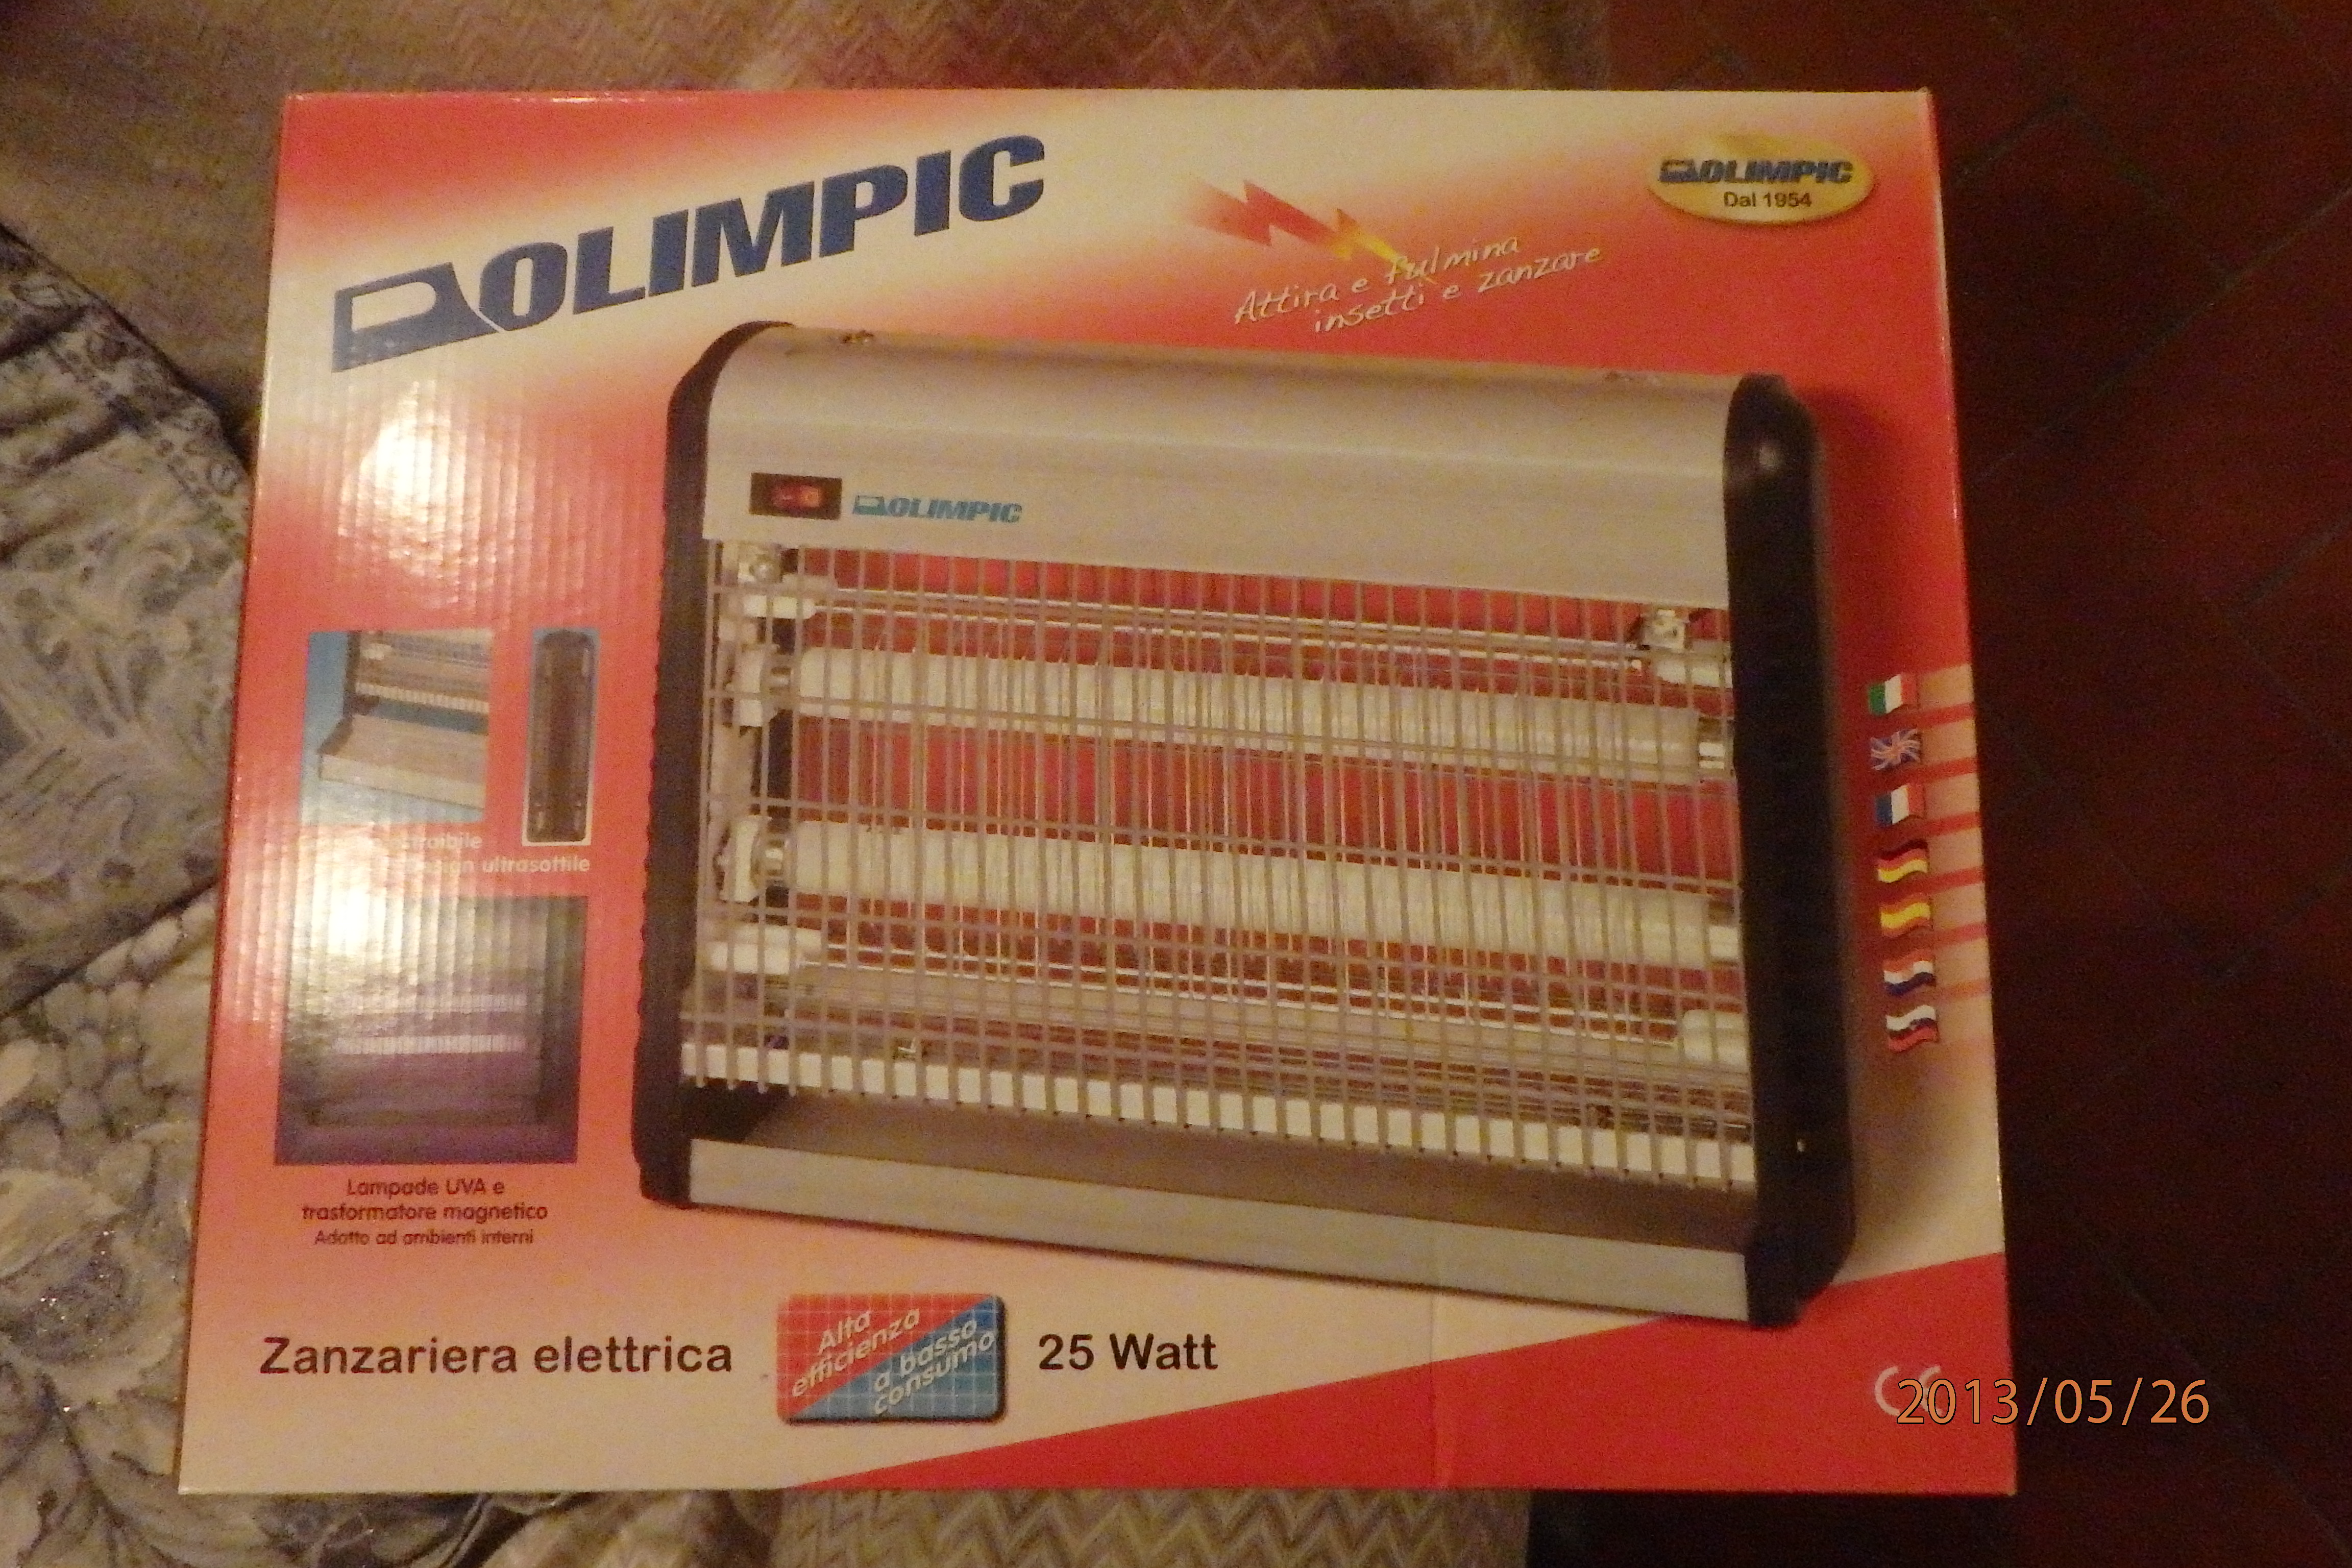 OLIMPIC
OLIMPIC
Dal 1954
Attira e fulmina
insetti e zanzare
OLIMPIC
ultrasottile
Lampade UVA e
trasformatore magnetico
Adatto ad ambienti interni
Zanzariera elettrica
Alta
efficienza
a basso
consumo
25 Watt
CE
2013/05/26